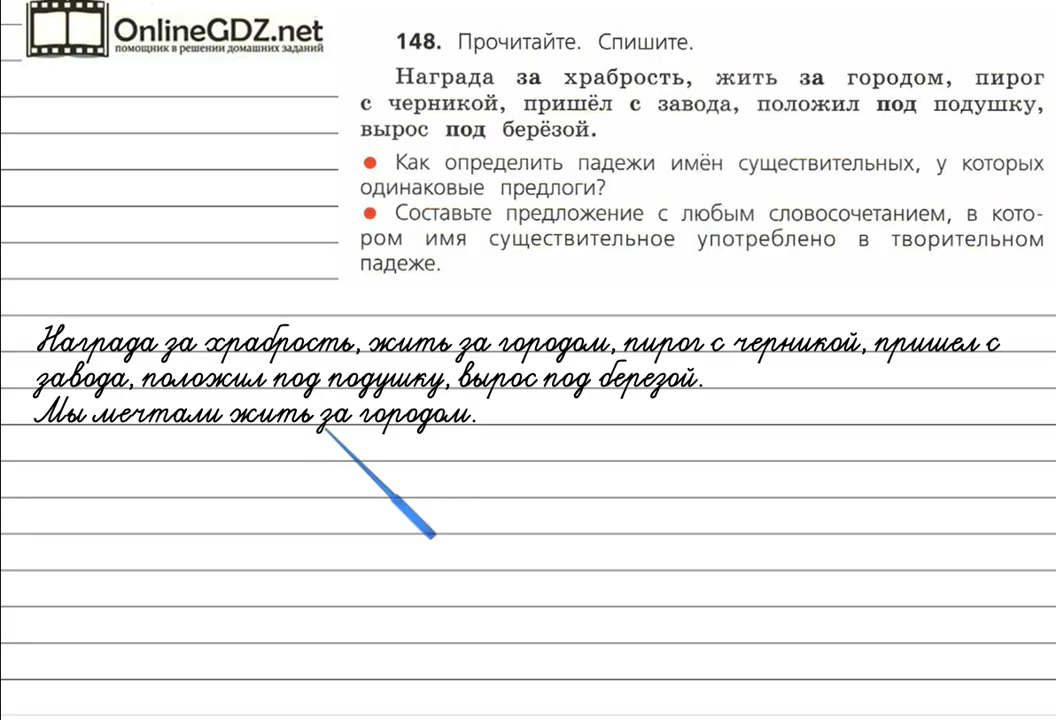 OnlineGDZ.net
помощник в решении домашних заданий
148. Прочитайте. Спишите.
Награда за храбрость, жить за городом, пирог
с черникой, пришёл с завода, положил под подушку,
вырос под берёзой.
● Как определить падежи имён существительных, у которых
одинаковые предлоги?
● Составьте предложение с любым словосочетанием, в кото-
ром имя существительное употреблено в творительном
падеже.
Награда за храбрость, жить за городом, пирог с черникой, пришел с
завода, положил под подушку, вырос под березой.
Мы мечтали жить за городом.